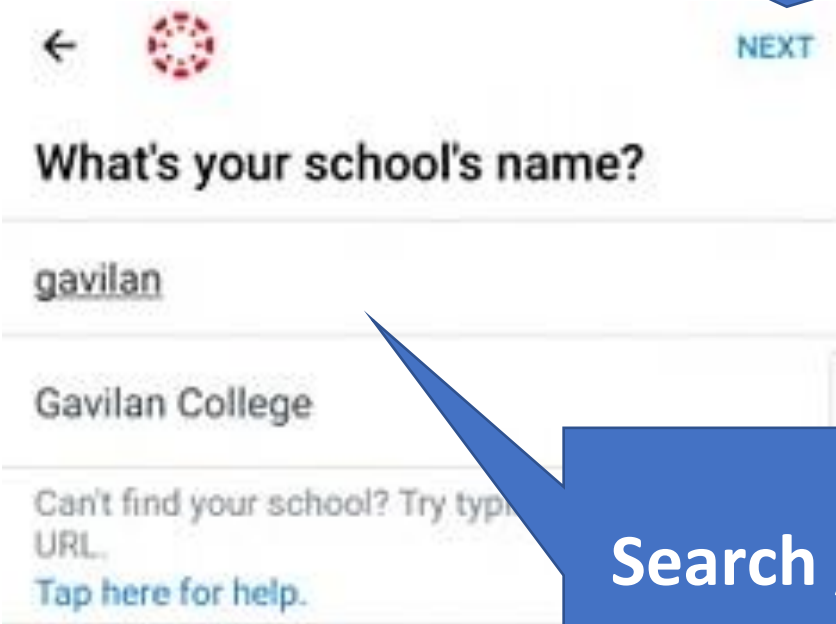 NEXT
What's your school's name?
gavilan
Gavilan College
Can't find your school? Try
URL.
Tap here for help.
Search